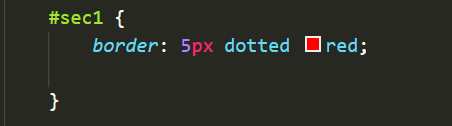 #sec1 {
border: 5px dotted red;
}